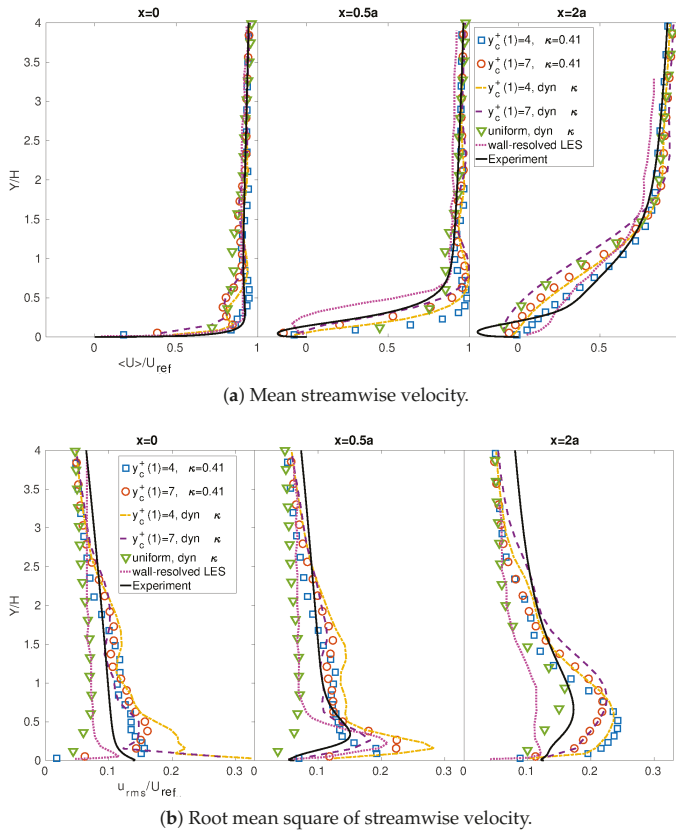 x=0 x=0.5a x=2a
4
3.5
3
2.5
2
1.5
1
0.5
0
Y/H
y_c^+(1)=4, κ=0.41
y_c^+(1)=7, κ=0.41
y_c^+(1)=4, dyn κ
y_c^+(1)=7, dyn κ
uniform, dyn κ
wall-resolved LES
Experiment
0 0.5 1 0 0.5 1 0 0.5
<U>/U_ref
(a) Mean streamwise velocity.
x=0 x=0.5a x=2a
4
3.5
3
2.5
2
1.5
1
0.5
0
Y/H
y_c^+(1)=4, κ=0.41
y_c^+(1)=7, κ=0.41
y_c^+(1)=4, dyn κ
y_c^+(1)=7, dyn κ
uniform, dyn κ
wall-resolved LES
Experiment
0.1 0.2 0.3 0.1 0.2 0.3 0.1 0.2 0.3
u_rms/U_ref
(b) Root mean square of streamwise velocity.